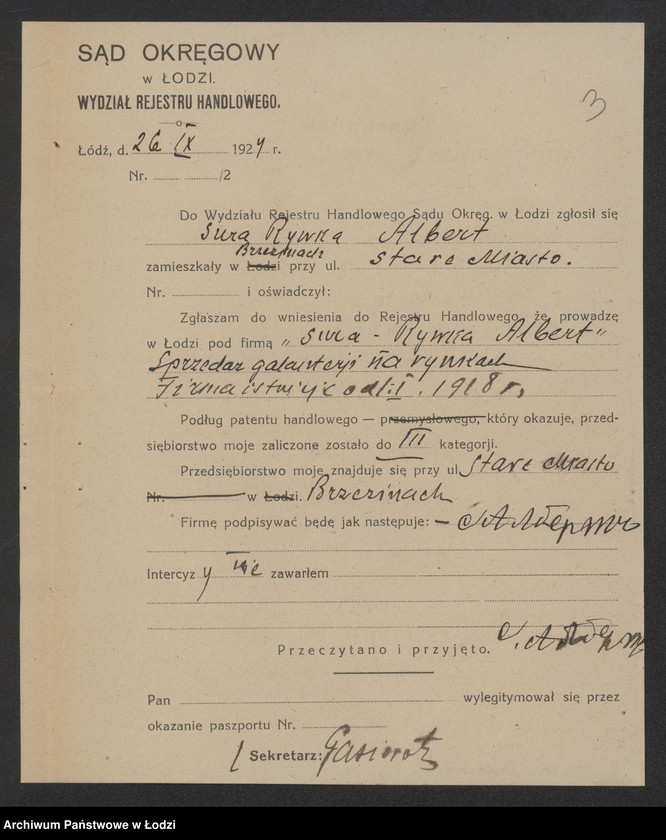 SĄD OKRĘGOWY
w ŁODZI.
WYDZIAŁ REJESTRU HANDLOWEGO.
3
Łódź, d. 26 IX 1924 r.
Nr. /2
Do Wydziału Rejestru Handlowego Sądu Okręg. w Łodzi zgłosił się
Sura Rywka Albert
Brzezinach
zamieszkały w Łodzi przy ul. Stare Miasto.
Nr. i oświadczył:
Zgłaszam do wniesienia do Rejestru Handlowego, że prowadzę
w Łodzi pod firmą „Sura - Rywka Albert"
Sprzedaż galanterji na rynkach
Firma istnieje od 1.I. 1918 r.
Podług patentu handlowego — przemysłowego, który okazuje, przed-
siębiorstwo moje zaliczone zostało do III kategorji.
Przedsiębiorstwo moje znajduje się przy ul. Stare Miasto
Nr. w Łodzi. Brzezinach
Firmę podpisywać będę jak następuje: —
Intercyzy nie zawarłem
Przeczytano i przyjęto.
Pan wylegitymował się przez
okazanie paszportu Nr.
/ Sekretarz:
Archiwum Państwowe w Łodzi